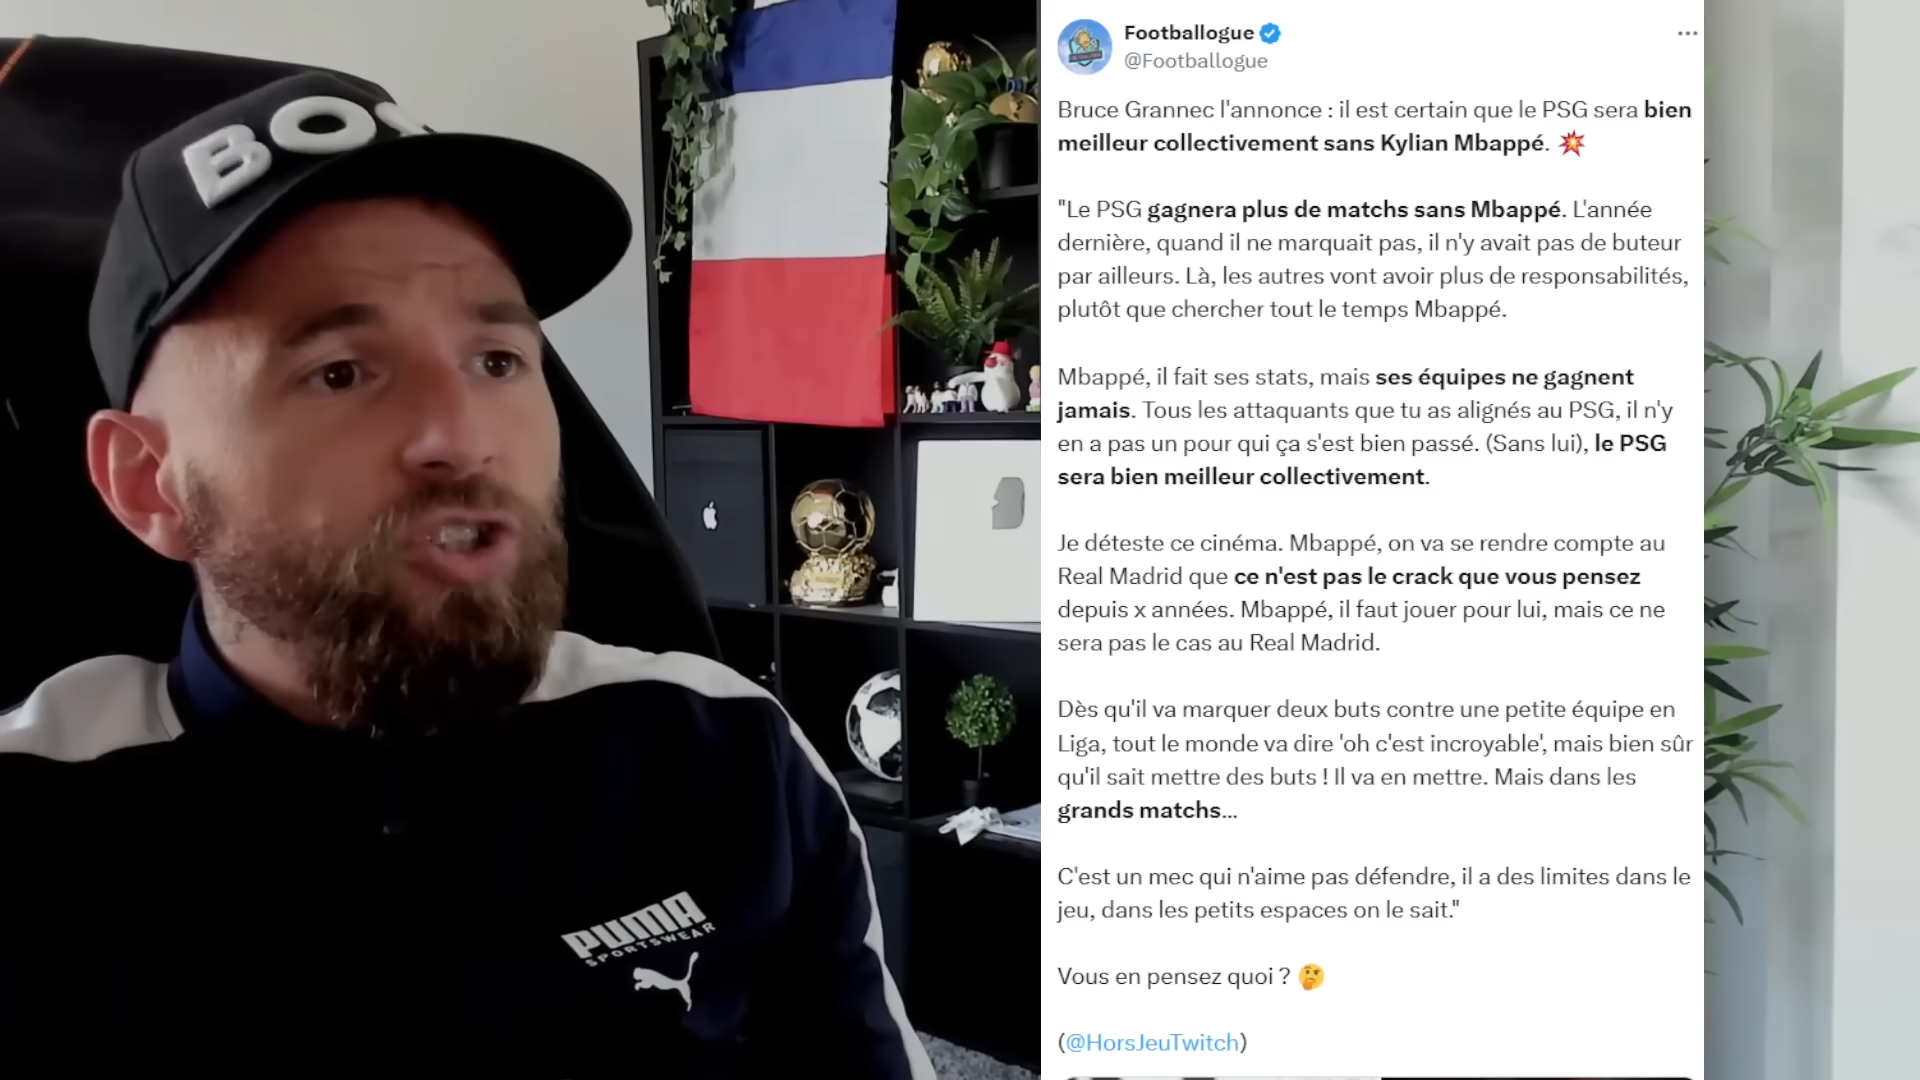 BOY
PUMA
SPORTSWEAR
Footballogue
@Footballogue
Bruce Grannec l'annonce : il est certain que le PSG sera bien
meilleur collectivement sans Kylian Mbappé. 💥
"Le PSG gagnera plus de matchs sans Mbappé. L'année
dernière, quand il ne marquait pas, il n'y avait pas de buteur
par ailleurs. Là, les autres vont avoir plus de responsabilités,
plutôt que chercher tout le temps Mbappé.
Mbappé, il fait ses stats, mais ses équipes ne gagnent
jamais. Tous les attaquants que tu as alignés au PSG, il n'y
en a pas un pour qui ça s'est bien passé. (Sans lui), le PSG
sera bien meilleur collectivement.
Je déteste ce cinéma. Mbappé, on va se rendre compte au
Real Madrid que ce n'est pas le crack que vous pensez
depuis x années. Mbappé, il faut jouer pour lui, mais ce ne
sera pas le cas au Real Madrid.
Dès qu'il va marquer deux buts contre une petite équipe en
Liga, tout le monde va dire 'oh c'est incroyable', mais bien sûr
qu'il sait mettre des buts ! Il va en mettre. Mais dans les
grands matchs...
C'est un mec qui n'aime pas défendre, il a des limites dans le
jeu, dans les petits espaces on le sait."
Vous en pensez quoi ? 🤔
(@HorsJeuTwitch)